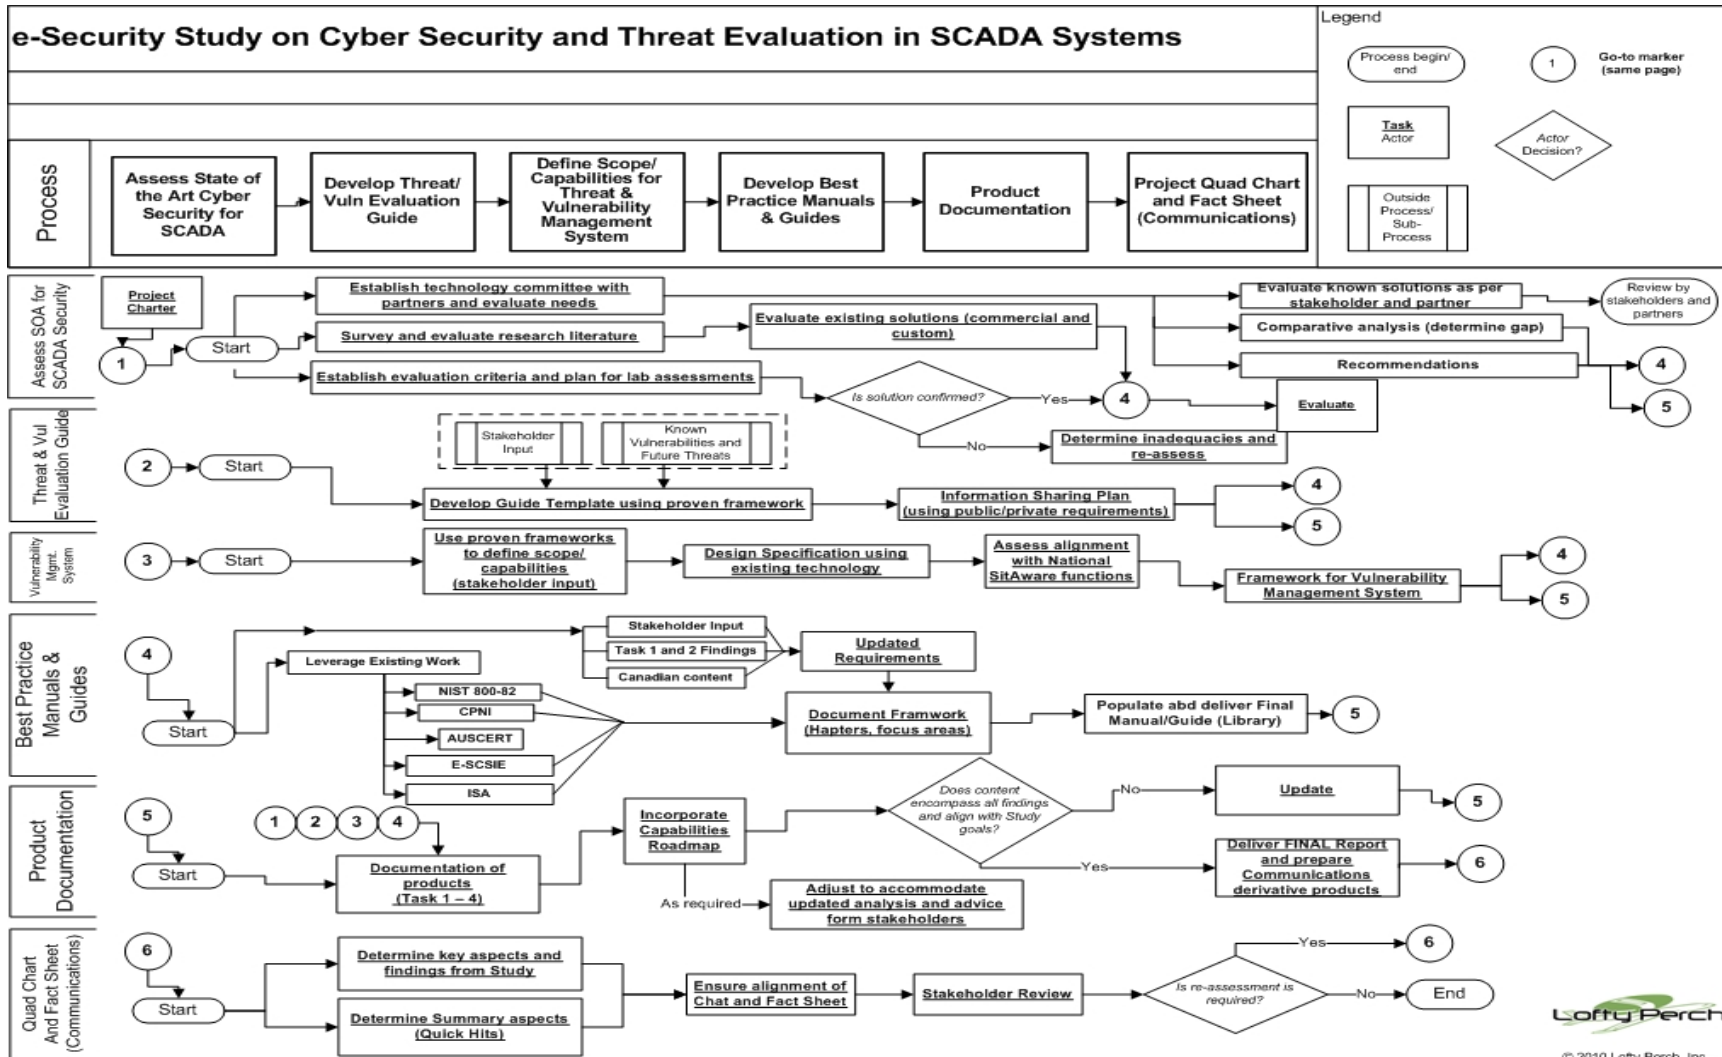 e-Security Study on Cyber Security and Threat Evaluation in SCADA Systems
Legend
Process begin/
end
1
Go-to marker
(same page)
Task
Actor
Actor
Decision?
Outside
Process/
Sub-
Process
Process
Assess State of
the Art Cyber
Security for
SCADA
Develop Threat/
Vuln Evaluation
Guide
Define Scope/
Capabilities for
Threat &
Vulnerability
Management
System
Develop Best
Practice Manuals
& Guides
Product
Documentation
Project Quad Chart
and Fact Sheet
(Communications)
Assess SOA for
SCADA Security
Project
Charter
1
Start
Establish technology committee with
partners and evaluate needs
Survey and evaluate research literature
Establish evaluation criteria and plan for lab assessments
Evaluate existing solutions (commercial and
custom)
Is solution confirmed?
Yes
4
No
Evaluate
Determine inadequacies and
re-assess
Evaluate known solutions as per
stakeholder and partner
Comparative analysis (determine gap)
Recommendations
Review by
stakeholders and
partners
4
5
Threat & Vul
Evaluation Guide
2
Start
Stakeholder
Input
Known
Vulnerabilities and
Future Threats
Develop Guide Template using proven framework
Information Sharing Plan
(using public/private requirements)
4
5
Vulnerability
Mgmt.
System
3
Start
Use proven frameworks
to define scope/
capabilities
(stakeholder input)
Design Specification using
existing technology
Assess alignment
with National
SitAware functions
Framework for Vulnerability
Management System
4
5
Best Practice
Manuals &
Guides
4
Start
Leverage Existing Work
NIST 800-82
CPNI
AUSCERT
E-SCSIE
ISA
Stakeholder Input
Task 1 and 2 Findings
Canadian content
Updated
Requirements
Document Framwork
(Hapters, focus areas)
Populate abd deliver Final
Manual/Guide (Library)
5
Product
Documentation
5
Start
1
2
3
4
Documentation of
products
(Task 1 – 4)
Incorporate
Capabilities
Roadmap
As required
Adjust to accommodate
updated analysis and advice
form stakeholders
Does content
encompass all findings
and align with Study
goals?
No
Update
5
Yes
Deliver FINAL Report
and prepare
Communications
derivative products
6
Quad Chart
And Fact Sheet
(Communications)
6
Start
Determine key aspects and
findings from Study
Determine Summary aspects
(Quick Hits)
Ensure alignment of
Chat and Fact Sheet
Stakeholder Review
Is re-assessment is
required?
Yes
6
No
End
Lofty Perch
© 2010 Lofty Perch, Inc.